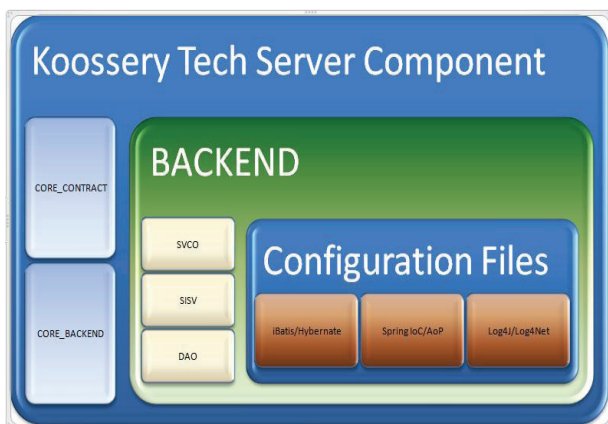 Koossery Tech Server Component
CORE_CONTRACT
CORE_BACKEND
BACKEND
SVCO
SISV
DAO
Configuration Files
iBatis/Hybernate
Spring IoC/AoP
Log4J/Log4Net